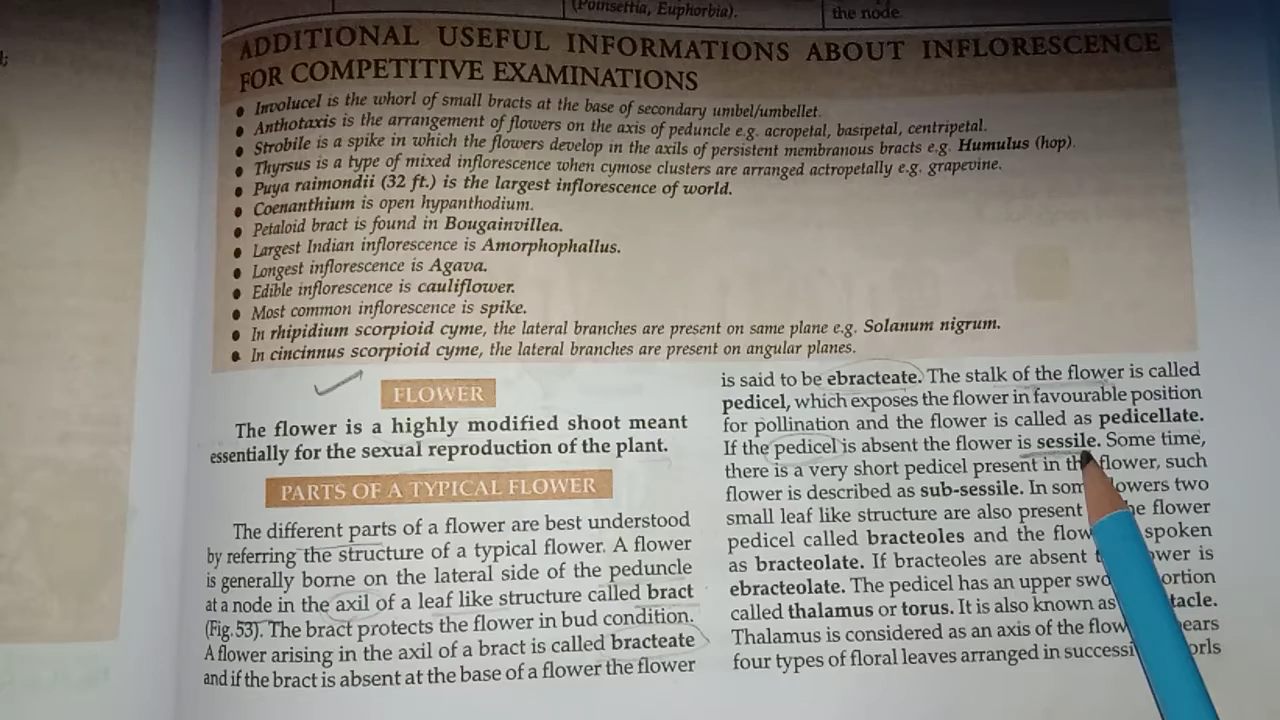 (Poinsettia, Euphorbia).
the node.
ADDITIONAL USEFUL INFORMATIONS ABOUT INFLORESCENCE
FOR COMPETITIVE EXAMINATIONS
• Involucel is the whorl of small bracts at the base of secondary umbel/umbellet.
• Anthotaxis is the arrangement of flowers on the axis of peduncle e.g. acropetal, basipetal, centripetal.
• Strobile is a spike in which the flowers develop in the axils of persistent membranous bracts e.g. Humulus (hop).
• Thyrsus is a type of mixed inflorescence when cymose clusters are arranged actropetally e.g. grapevine.
• Puya raimondii (32 ft.) is the largest inflorescence of world.
• Coenanthium is open hypanthodium.
• Petaloid bract is found in Bougainvillea.
• Largest Indian inflorescence is Amorphophallus.
• Longest inflorescence is Agava.
• Edible inflorescence is cauliflower.
• Most common inflorescence is spike.
• In rhipidium scorpioid cyme, the lateral branches are present on same plane e.g. Solanum nigrum.
• In cincinnus scorpioid cyme, the lateral branches are present on angular planes.
FLOWER
The flower is a highly modified shoot meant
essentially for the sexual reproduction of the plant.
PARTS OF A TYPICAL FLOWER
The different parts of a flower are best understood
by referring the structure of a typical flower. A flower
is generally borne on the lateral side of the peduncle
at a node in the axil of a leaf like structure called bract
(Fig. 53). The bract protects the flower in bud condition.
A flower arising in the axil of a bract is called bracteate
and if the bract is absent at the base of a flower the flower
is said to be ebracteate. The stalk of the flower is called
pedicel, which exposes the flower in favourable position
for pollination and the flower is called as pedicellate.
If the pedicel is absent the flower is sessile. Some time,
there is a very short pedicel present in the flower, such
flower is described as sub-sessile. In some flowers two
small leaf like structure are also present he flower
pedicel called bracteoles and the flow spoken
as bracteolate. If bracteoles are absent ower is
ebracteolate. The pedicel has an upper swo ortion
called thalamus or torus. It is also known as tacle.
Thalamus is considered as an axis of the flow ears
four types of floral leaves arranged in successi orls